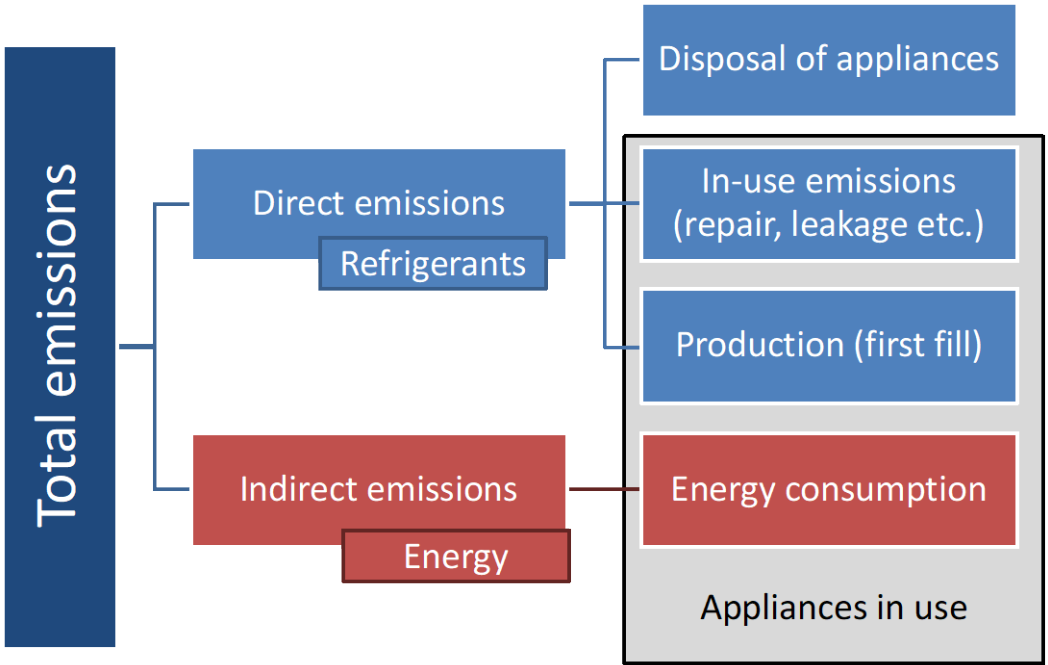 Total emissions
Direct emissions
Refrigerants
Indirect emissions
Energy
Disposal of appliances
In-use emissions
(repair, leakage etc.)
Production (first fill)
Energy consumption
Appliances in use